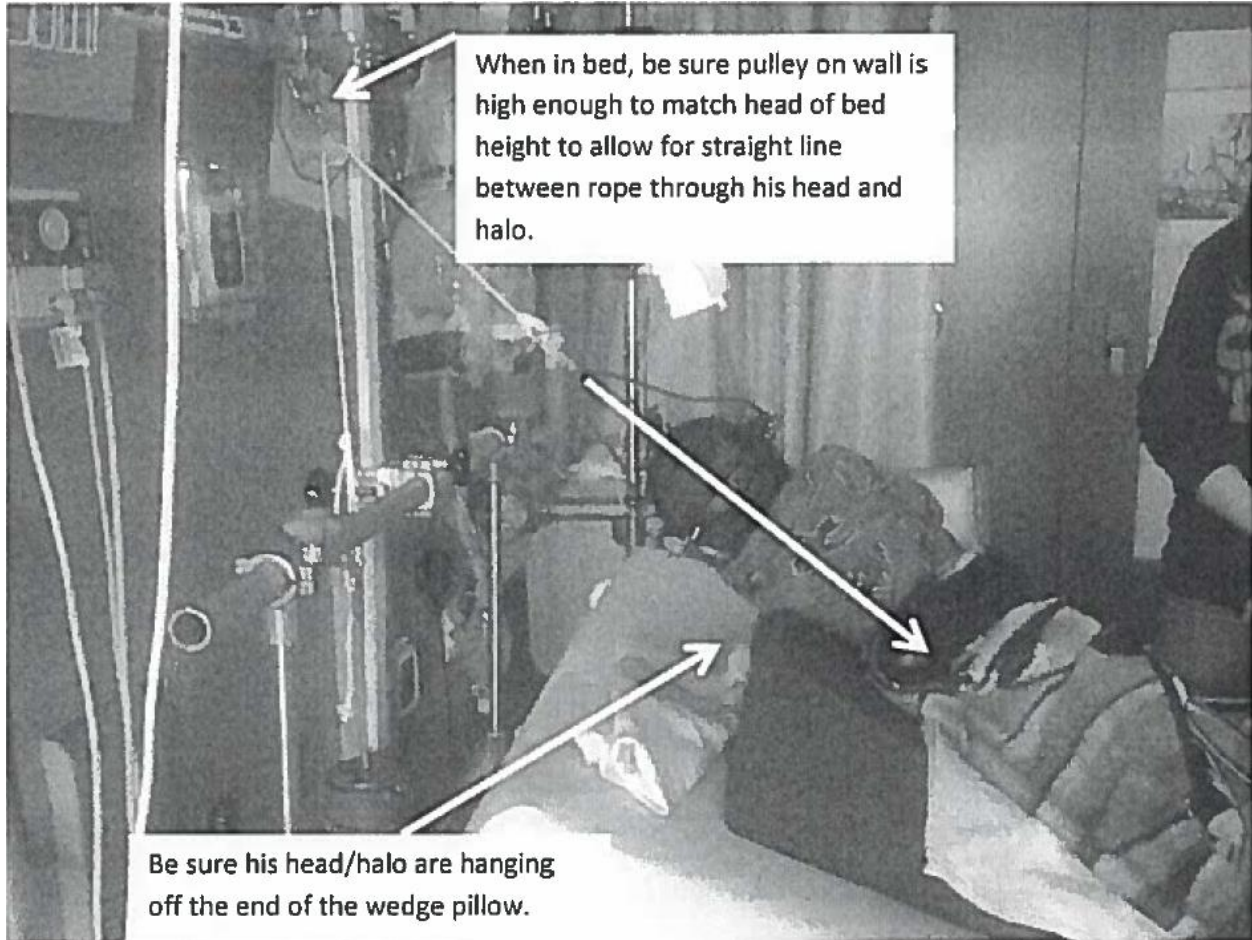 When in bed, be sure pulley on wall is
high enough to match head of bed
height to allow for straight line
between rope through his head and
halo.
Be sure his head/halo are hanging
off the end of the wedge pillow.